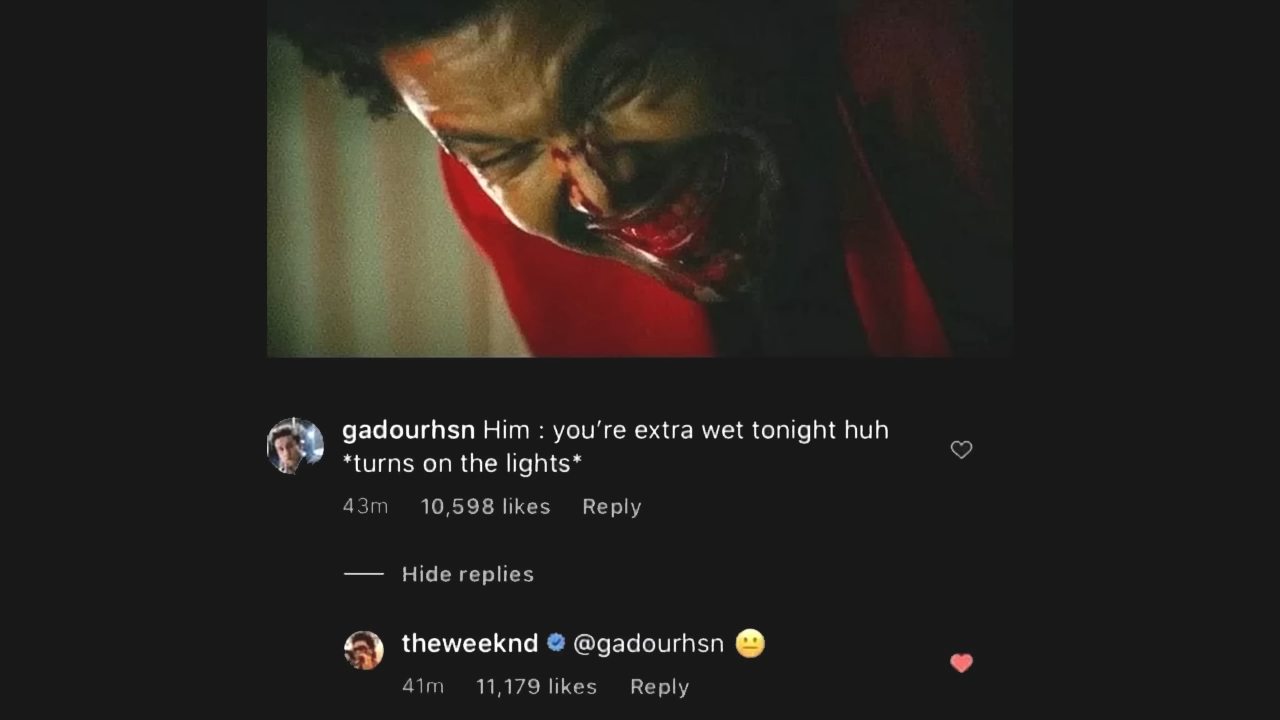 gadourhsn Him : you’re extra wet tonight huh
*turns on the lights*
43m 10,598 likes Reply
Hide replies
theweeknd @gadourhsn 😐
41m 11,179 likes Reply